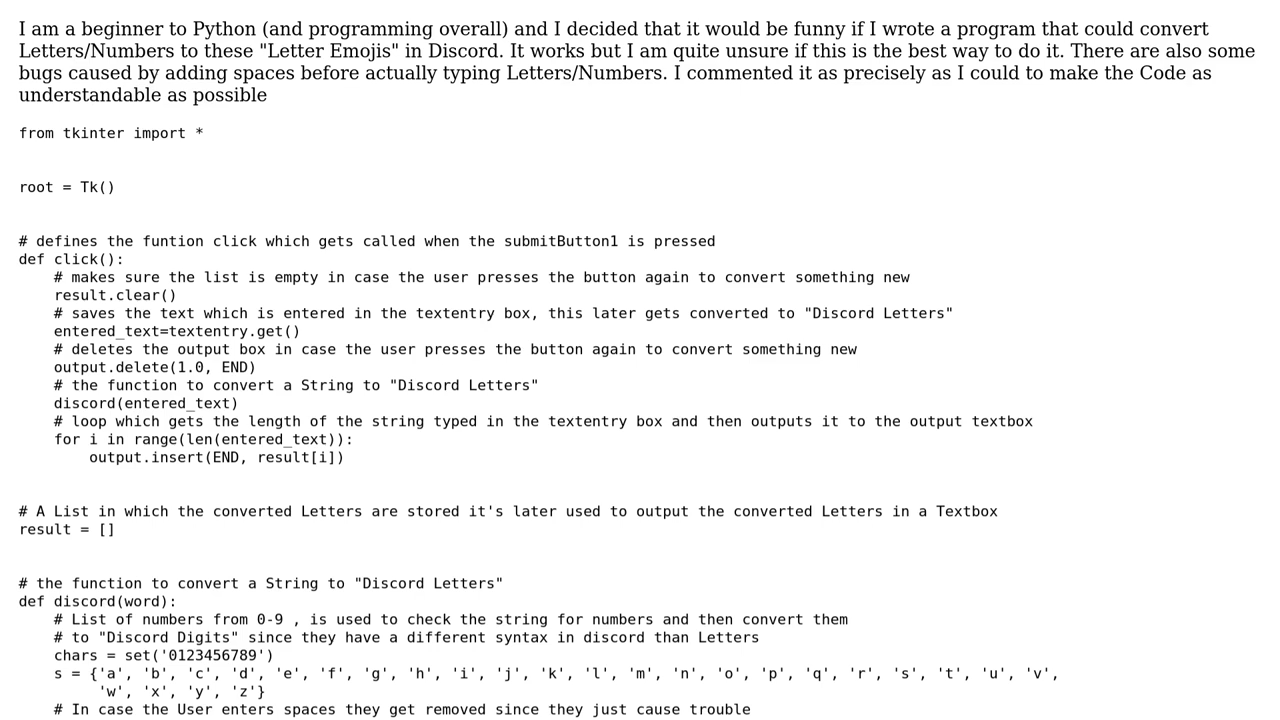 I am a beginner to Python (and programming overall) and I decided that it would be funny if I wrote a program that could convert
Letters/Numbers to these "Letter Emojis" in Discord. It works but I am quite unsure if this is the best way to do it. There are also some
bugs caused by adding spaces before actually typing Letters/Numbers. I commented it as precisely as I could to make the Code as
understandable as possible
from tkinter import *
root = Tk()
# defines the funtion click which gets called when the submitButton1 is pressed
def click():
    # makes sure the list is empty in case the user presses the button again to convert something new
    result.clear()
    # saves the text which is entered in the textentry box, this later gets converted to "Discord Letters"
    entered_text=textentry.get()
    # deletes the output box in case the user presses the button again to convert something new
    output.delete(1.0, END)
    # the function to convert a String to "Discord Letters"
    discord(entered_text)
    # loop which gets the length of the string typed in the textentry box and then outputs it to the output textbox
    for i in range(len(entered_text)):
        output.insert(END, result[i])
# A List in which the converted Letters are stored it's later used to output the converted Letters in a Textbox
result = []
# the function to convert a String to "Discord Letters"
def discord(word):
    # List of numbers from 0-9 , is used to check the string for numbers and then convert them
    # to "Discord Digits" since they have a different syntax in discord than Letters
    chars = set('0123456789')
    s = {'a', 'b', 'c', 'd', 'e', 'f', 'g', 'h', 'i', 'j', 'k', 'l', 'm', 'n', 'o', 'p', 'q', 'r', 's', 't', 'u', 'v',
         'w', 'x', 'y', 'z'}
    # In case the User enters spaces they get removed since they just cause trouble